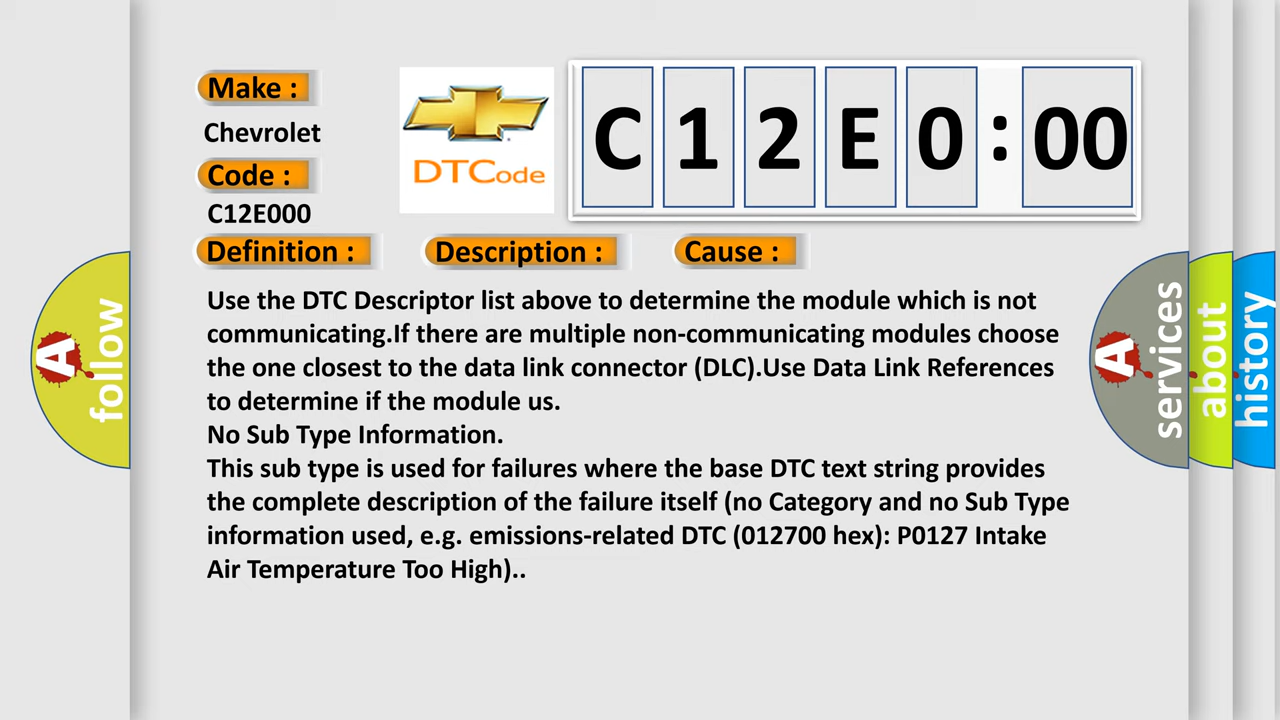 Make :
Chevrolet
Code :
C12E000
DTCode
C12E0:00
Definition :
Description :
Cause :
Use the DTC Descriptor list above to determine the module which is not
communicating.If there are multiple non-communicating modules choose
the one closest to the data link connector (DLC).Use Data Link References
to determine if the module us.
No Sub Type Information.
This sub type is used for failures where the base DTC text string provides
the complete description of the failure itself (no Category and no Sub Type
information used, e.g. emissions-related DTC (012700 hex): P0127 Intake
Air Temperature Too High)..
A
follow
A
services
about
history